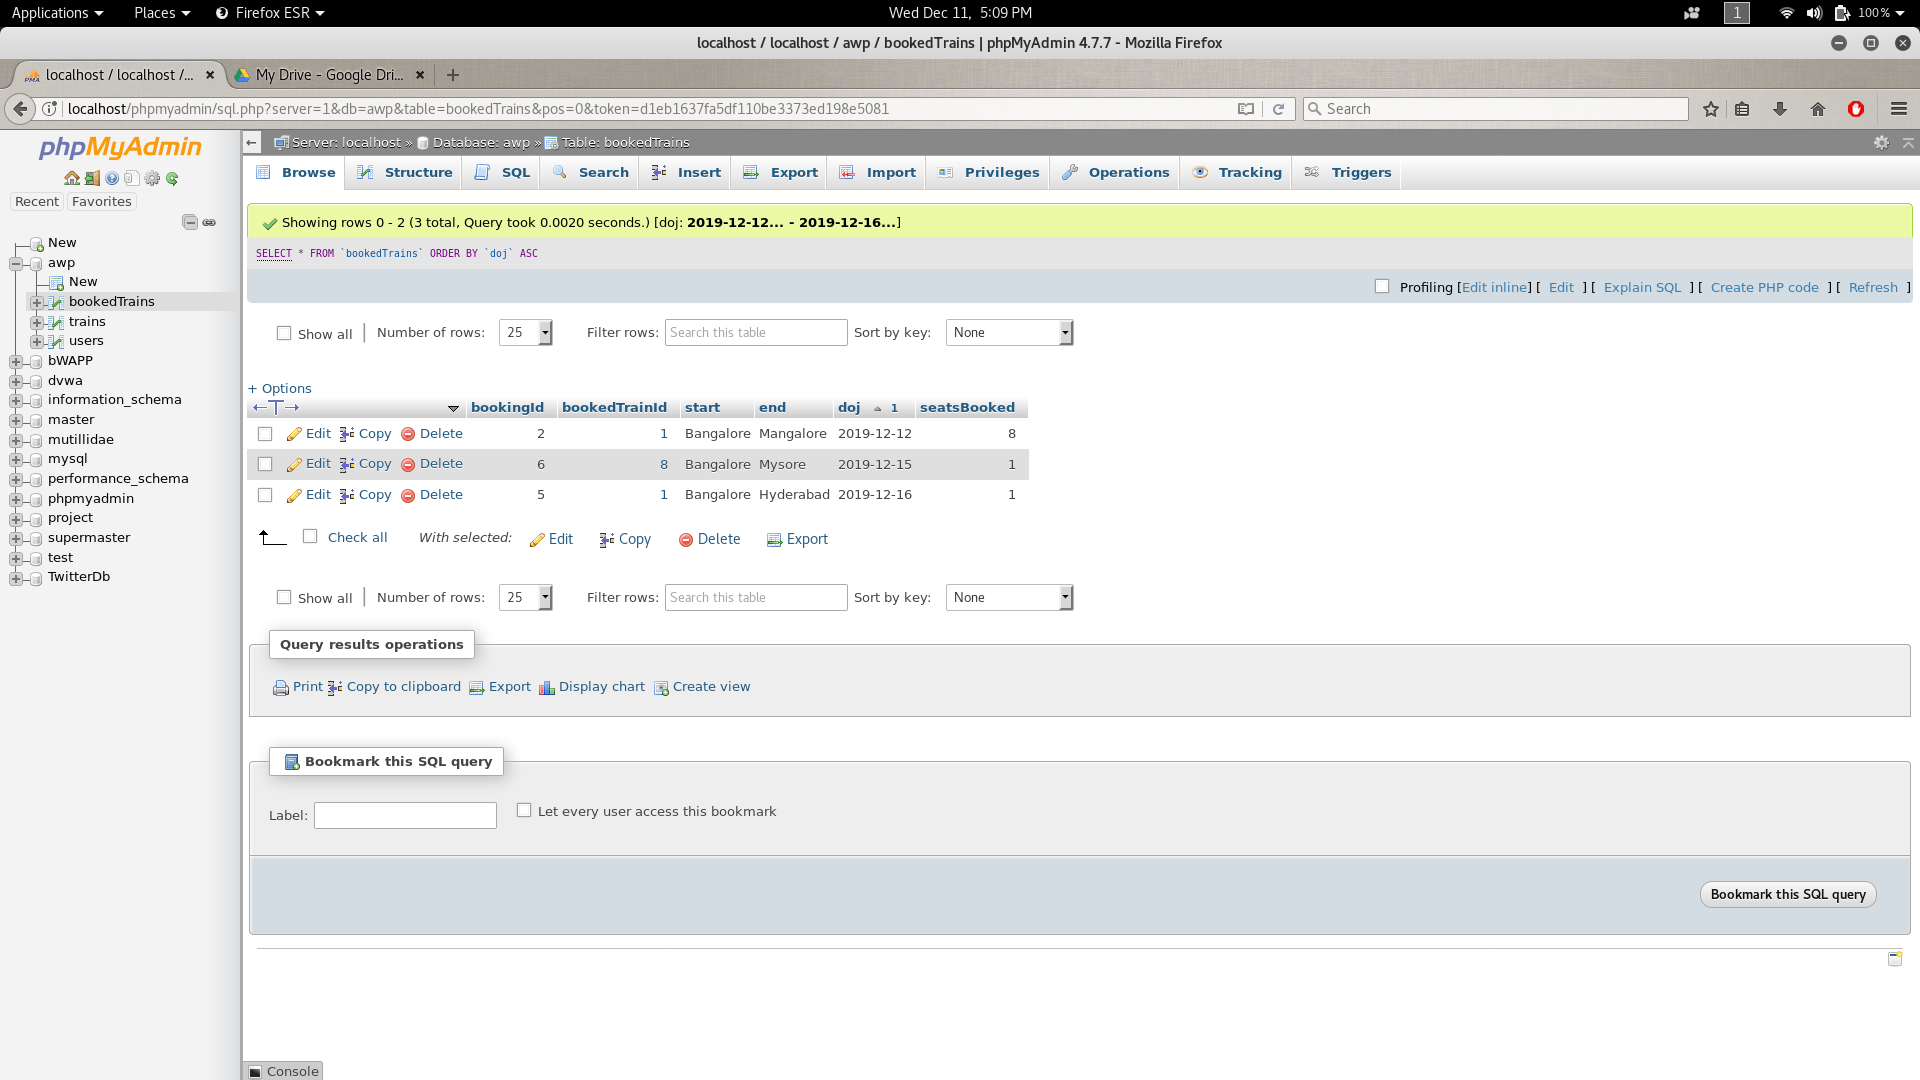 Applications Places Firefox ESR Wed Dec 11, 5:09 PM 1 100%
localhost / localhost / awp / bookedTrains | phpMyAdmin 4.7.7 - Mozilla Firefox
localhost / localhost /... My Drive - Google Dri...
localhost/phpmyadmin/sql.php?server=1&db=awp&table=bookedTrains&pos=0&token=d1eb1637fa5df110be3373ed198e5081 Search
phpMyAdmin
Recent Favorites
New
awp
New
bookedTrains
trains
users
bWAPP
dvwa
information_schema
master
mutillidae
mysql
performance_schema
phpmyadmin
project
supermaster
test
TwitterDb
Server: localhost » Database: awp » Table: bookedTrains
Browse Structure SQL Search Insert Export Import Privileges Operations Tracking Triggers
Showing rows 0 - 2 (3 total, Query took 0.0020 seconds.) [doj: 2019-12-12... - 2019-12-16...]
SELECT * FROM `bookedTrains` ORDER BY `doj` ASC
Profiling [Edit inline] [ Edit ] [ Explain SQL ] [ Create PHP code ] [ Refresh ]
Show all | Number of rows: 25 Filter rows: Search this table Sort by key: None
+ Options
←T→ bookingId bookedTrainId start end doj 1 seatsBooked
Edit Copy Delete 2 1 Bangalore Mangalore 2019-12-12 8
Edit Copy Delete 6 8 Bangalore Mysore 2019-12-15 1
Edit Copy Delete 5 1 Bangalore Hyderabad 2019-12-16 1
Check all With selected: Edit Copy Delete Export
Show all | Number of rows: 25 Filter rows: Search this table Sort by key: None
Query results operations
Print Copy to clipboard Export Display chart Create view
Bookmark this SQL query
Label: Let every user access this bookmark
Bookmark this SQL query
Console